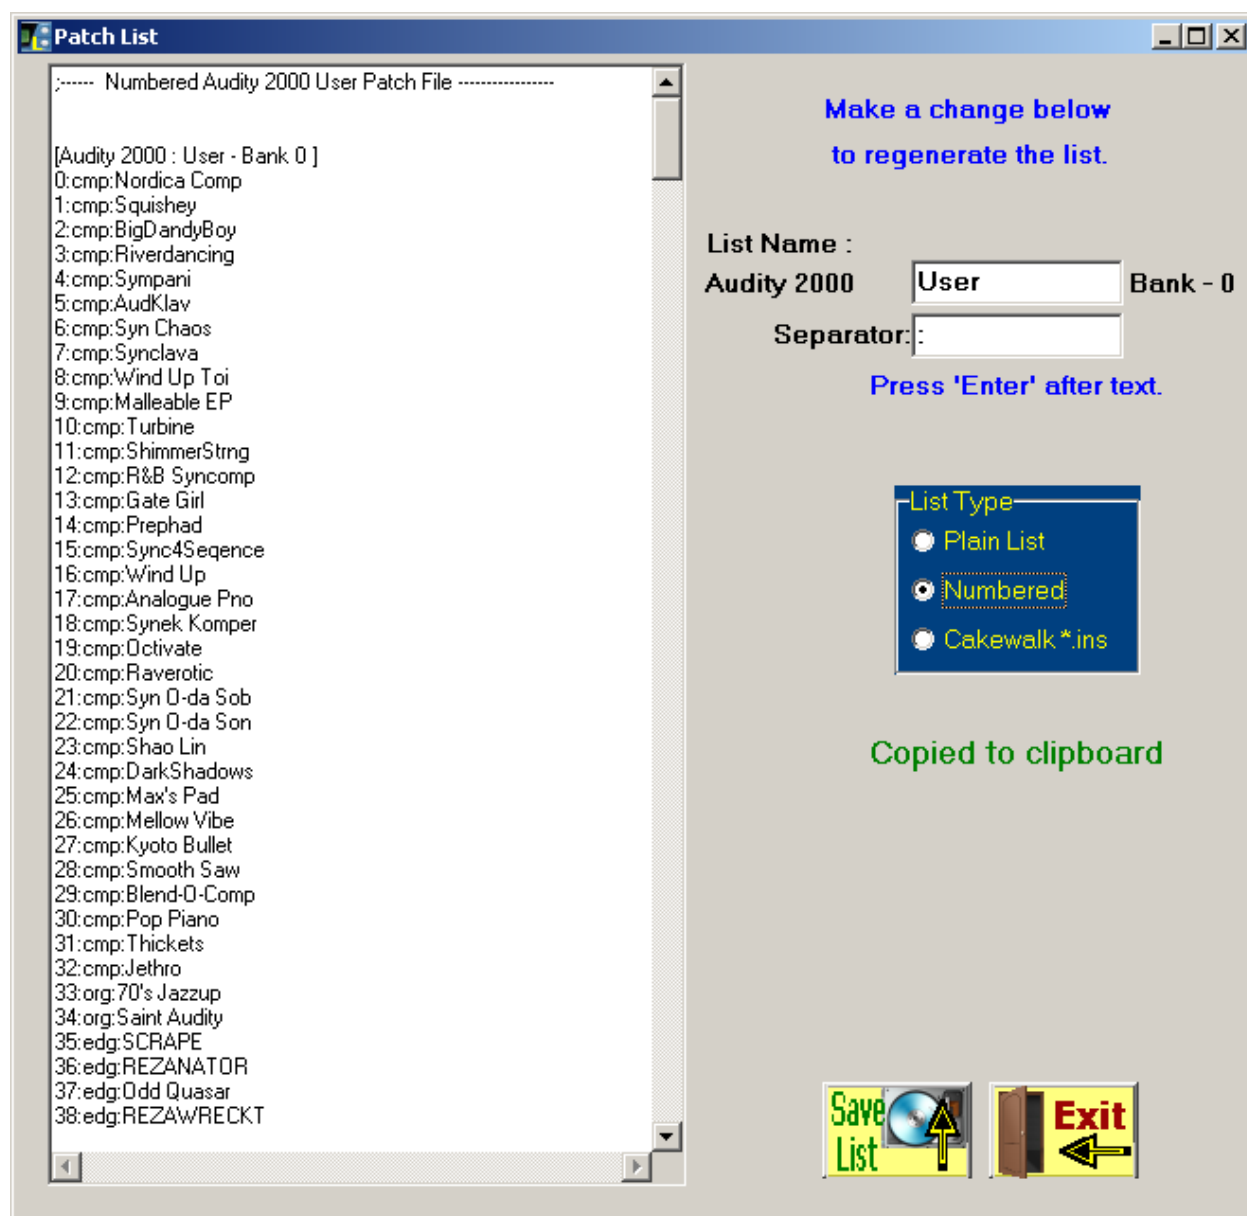 Patch List
;------ Numbered Audity 2000 User Patch File ----------------
[Audity 2000 : User - Bank 0 ]
0:cmp:Nordica Comp
1:cmp:Squishey
2:cmp:BigDandyBoy
3:cmp:Riverdancing
4:cmp:Sympani
5:cmp:AudKlav
6:cmp:Syn Chaos
7:cmp:Synclava
8:cmp:Wind Up Toi
9:cmp:Malleable EP
10:cmp:Turbine
11:cmp:ShimmerStrng
12:cmp:R&B Syncomp
13:cmp:Gate Girl
14:cmp:Prephad
15:cmp:Sync4Seqence
16:cmp:Wind Up
17:cmp:Analogue Pno
18:cmp:Synek Komper
19:cmp:Octivate
20:cmp:Raverotic
21:cmp:Syn O-da Sob
22:cmp:Syn O-da Son
23:cmp:Shao Lin
24:cmp:DarkShadows
25:cmp:Max's Pad
26:cmp:Mellow Vibe
27:cmp:Kyoto Bullet
28:cmp:Smooth Saw
29:cmp:Blend-O-Comp
30:cmp:Pop Piano
31:cmp:Thickets
32:cmp:Jethro
33:org:70's Jazzup
34:org:Saint Audity
35:edg:SCRAPE
36:edg:REZANATOR
37:edg:Odd Quasar
38:edg:REZAWRECKT
Make a change below
to regenerate the list.
List Name :
Audity 2000 User Bank - 0
Separator: :
Press 'Enter' after text.
List Type
Plain List
Numbered
Cakewalk *.ins
Copied to clipboard
Save
List
Exit